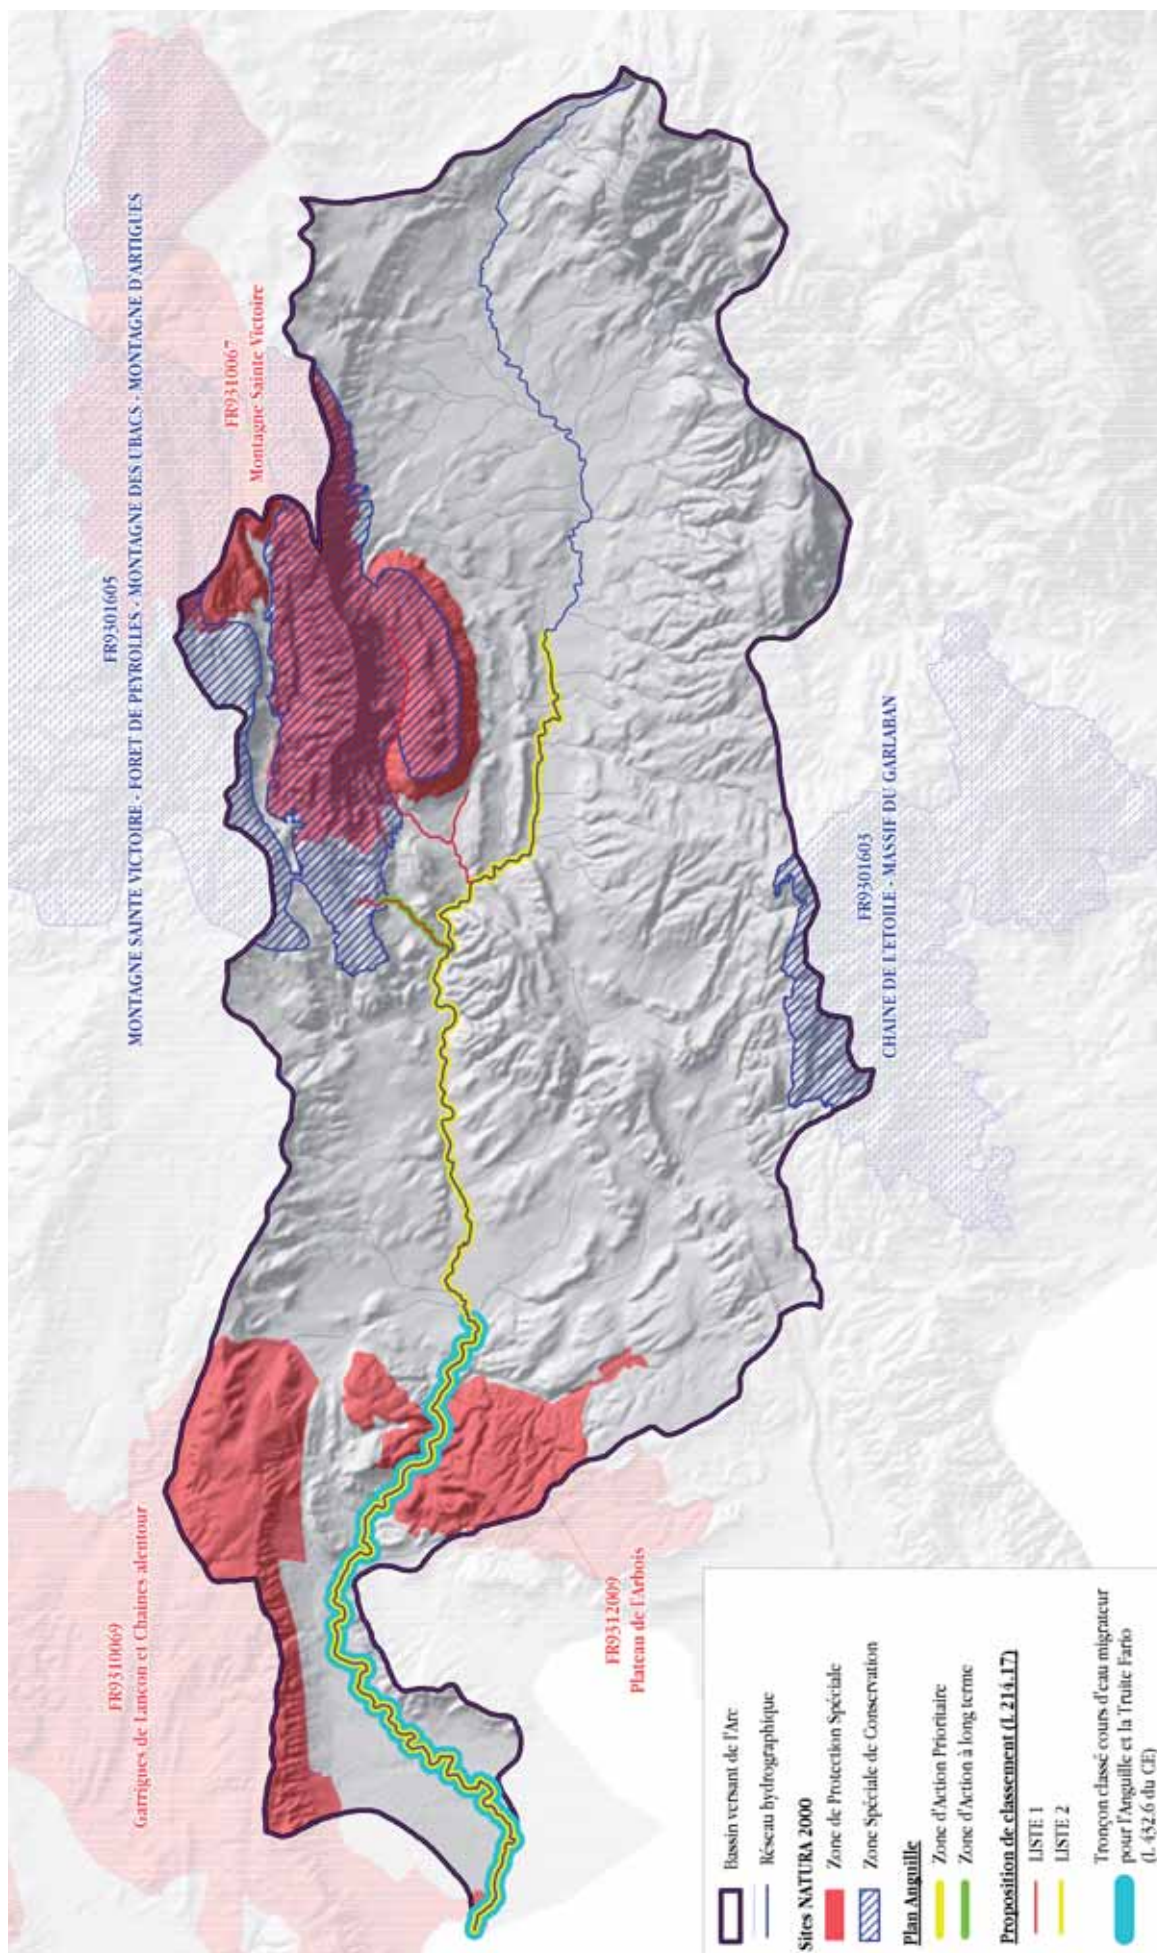 FR9301605
MONTAGNE SAINTE VICTOIRE - FORET DE PEYROLLES - MONTAGNE DES UBACS - MONTAGNE D'ARTIGUES
FR9310067
Montagne Sainte Victoire
FR9310069
Garrigues de Lancon et Chaines alentour
FR9312009
Plateau de l'Arbois
FR9301603
CHAINE DE L'ETOILE - MASSIF DU GARLABAN
Bassin versant de l'Arc
Réseau hydrographique
Sites NATURA 2000
Zone de Protection Spéciale
Zone Spéciale de Conservation
Plan Anguille
Zone d'Action Prioritaire
Zone d'Action à long terme
Proposition de classement (L214.17)
LISTE 1
LISTE 2
Tronçon classé cours d'eau migrateur
pour l'Anguille et la Truite Fario
(L 432.6 du CE)